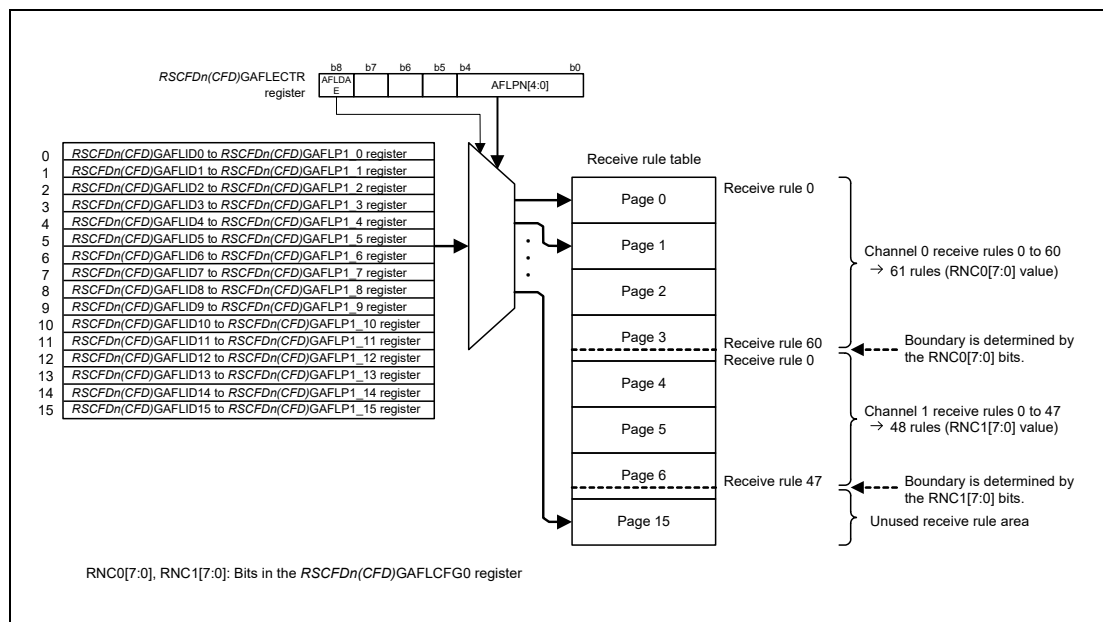 b8 b7 b6 b5 b4 b0
RSCFDn(CFD)GAFLECTR
register
AFLDA
E
AFLPN[4:0]
0 RSCFDn(CFD)GAFLID0 to RSCFDn(CFD)GAFLP1_0 register
1 RSCFDn(CFD)GAFLID1 to RSCFDn(CFD)GAFLP1_1 register
2 RSCFDn(CFD)GAFLID2 to RSCFDn(CFD)GAFLP1_2 register
3 RSCFDn(CFD)GAFLID3 to RSCFDn(CFD)GAFLP1_3 register
4 RSCFDn(CFD)GAFLID4 to RSCFDn(CFD)GAFLP1_4 register
5 RSCFDn(CFD)GAFLID5 to RSCFDn(CFD)GAFLP1_5 register
6 RSCFDn(CFD)GAFLID6 to RSCFDn(CFD)GAFLP1_6 register
7 RSCFDn(CFD)GAFLID7 to RSCFDn(CFD)GAFLP1_7 register
8 RSCFDn(CFD)GAFLID8 to RSCFDn(CFD)GAFLP1_8 register
9 RSCFDn(CFD)GAFLID9 to RSCFDn(CFD)GAFLP1_9 register
10 RSCFDn(CFD)GAFLID10 to RSCFDn(CFD)GAFLP1_10 register
11 RSCFDn(CFD)GAFLID11 to RSCFDn(CFD)GAFLP1_11 register
12 RSCFDn(CFD)GAFLID12 to RSCFDn(CFD)GAFLP1_12 register
13 RSCFDn(CFD)GAFLID13 to RSCFDn(CFD)GAFLP1_13 register
14 RSCFDn(CFD)GAFLID14 to RSCFDn(CFD)GAFLP1_14 register
15 RSCFDn(CFD)GAFLID15 to RSCFDn(CFD)GAFLP1_15 register
Receive rule table
Page 0
Page 1
Page 2
Page 3
Page 4
Page 5
Page 6
Page 15
Receive rule 0
Receive rule 60
Receive rule 0
Receive rule 47
Channel 0 receive rules 0 to 60
→ 61 rules (RNC0[7:0] value)
Boundary is determined by
the RNC0[7:0] bits.
Channel 1 receive rules 0 to 47
→ 48 rules (RNC1[7:0] value)
Boundary is determined by
the RNC1[7:0] bits.
Unused receive rule area
RNC0[7:0], RNC1[7:0]: Bits in the RSCFDn(CFD)GAFLCFG0 register